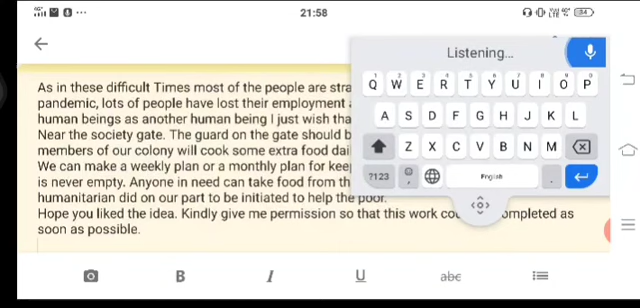 21:58
Listening...
As in these difficult Times most of the people are stra
pandemic, lots of people have lost their employment
human beings as another human being I just wish tha
Near the society gate. The guard on the gate should b
members of our colony will cook some extra food dai
We can make a weekly plan or a monthly plan for kee
is never empty. Anyone in need can take food from th
humanitarian did on our part to be initiated to help the poor.
Hope you liked the idea. Kindly give me permission so that this work co ompleted as
soon as possible.
Q W E R T Y U I O P
A S D F G H J K L
Z X C V B N M
?123 , English .
B I U abc